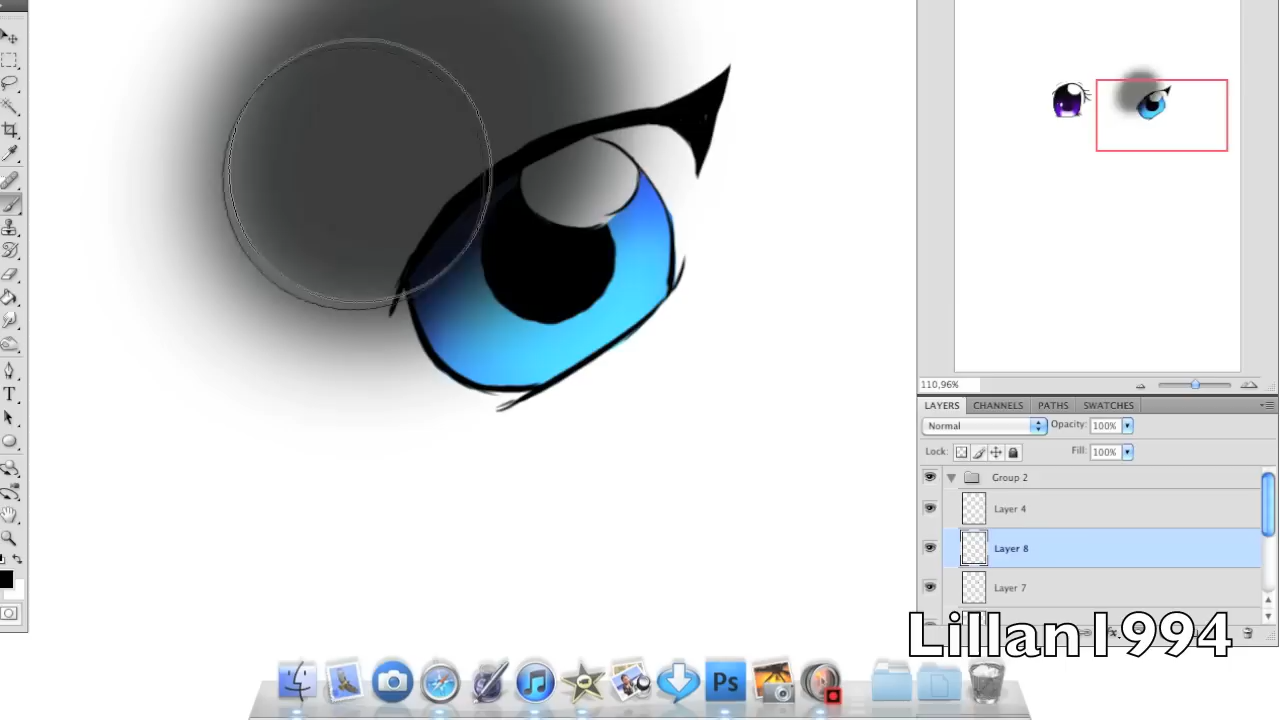 110,96%
LAYERS CHANNELS PATHS SWATCHES
Normal Opacity: 100%
Lock: Fill: 100%
Group 2
Layer 4
Layer 8
Layer 7
Lillan1994
T
Ps